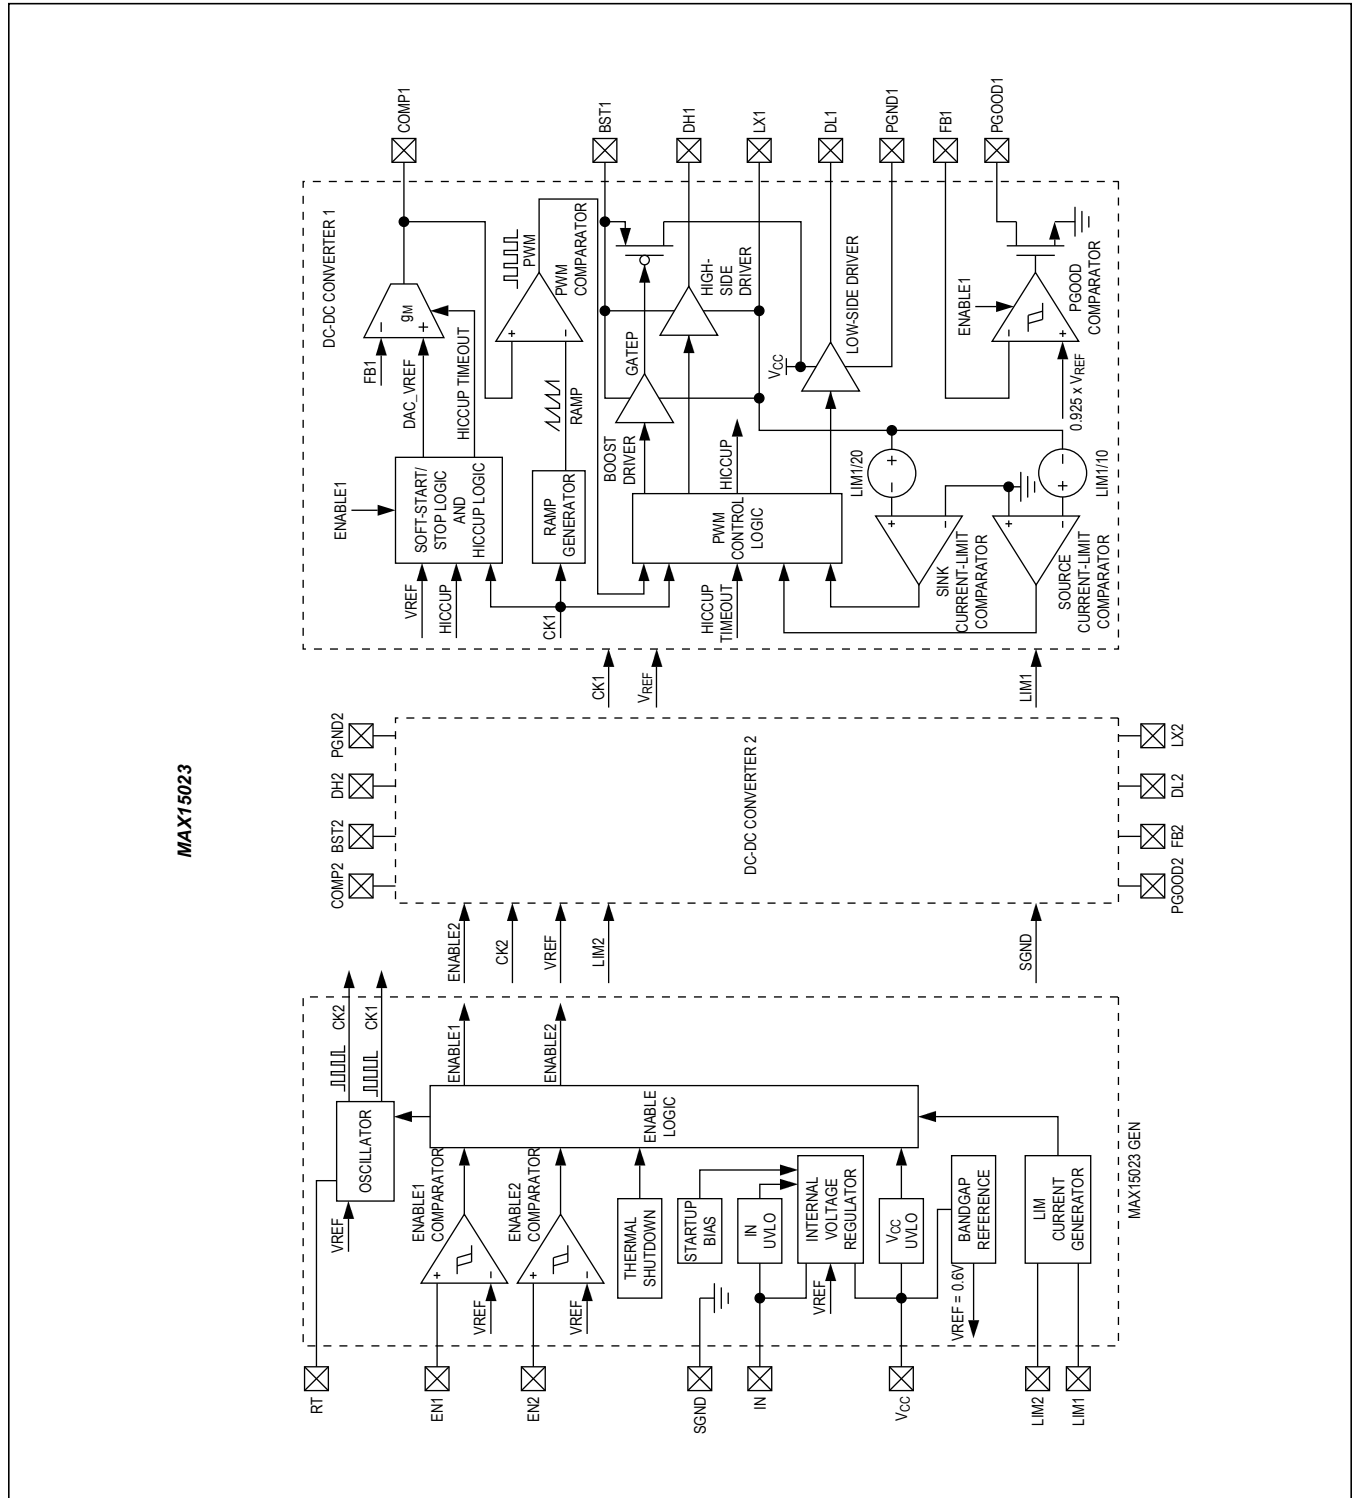 MAX15023
RT
EN1
EN2
SGND
IN
VCC
LIM2
LIM1
VREF
OSCILLATOR
CK2
CK1
ENABLE1
COMPARATOR
+
−
VREF
ENABLE2
COMPARATOR
+
−
VREF
ENABLE1
ENABLE2
ENABLE
LOGIC
THERMAL
SHUTDOWN
STARTUP
BIAS
IN
UVLO
INTERNAL
VOLTAGE
REGULATOR
VREF
VCC
UVLO
BANDGAP
REFERENCE
VREF = 0.6V
LIM
CURRENT
GENERATOR
MAX15023 GEN
COMP2
BST2
DH2
PGND2
ENABLE2
CK2
VREF
LIM2
SGND
DC-DC CONVERTER 2
PGOOD2
FB2
DL2
LX2
CK1
VREF
LIM1
DC-DC CONVERTER 1
ENABLE1
VREF
HICCUP
SOFT-START/
STOP LOGIC
AND
HICCUP LOGIC
FB1
DAC_VREF
HICCUP TIMEOUT
−
+
gM
COMP1
CK1
RAMP
GENERATOR
RAMP
+
−
PWM
PWM
COMPARATOR
HICCUP
TIMEOUT
PWM
CONTROL
LOGIC
HICCUP
BOOST
DRIVER
GATEP
HIGH-
SIDE
DRIVER
VCC
LOW-SIDE DRIVER
BST1
DH1
LX1
DL1
PGND1
FB1
PGOOD1
LIM1/20
−
+
+
−
SINK
CURRENT-LIMIT
COMPARATOR
LIM1/10
+
−
+
−
SOURCE
CURRENT-LIMIT
COMPARATOR
ENABLE1
−
+
0.925 x VREF
PGOOD
COMPARATOR